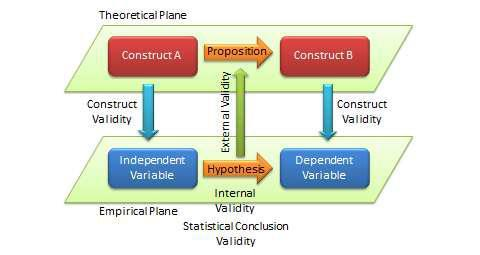 Theoretical Plane
Construct A
Proposition
Construct B
Construct
Validity
External Validity
Construct
Validity
Independent
Variable
Hypothesis
Dependent
Variable
Internal
Validity
Empirical Plane
Statistical Conclusion
Validity